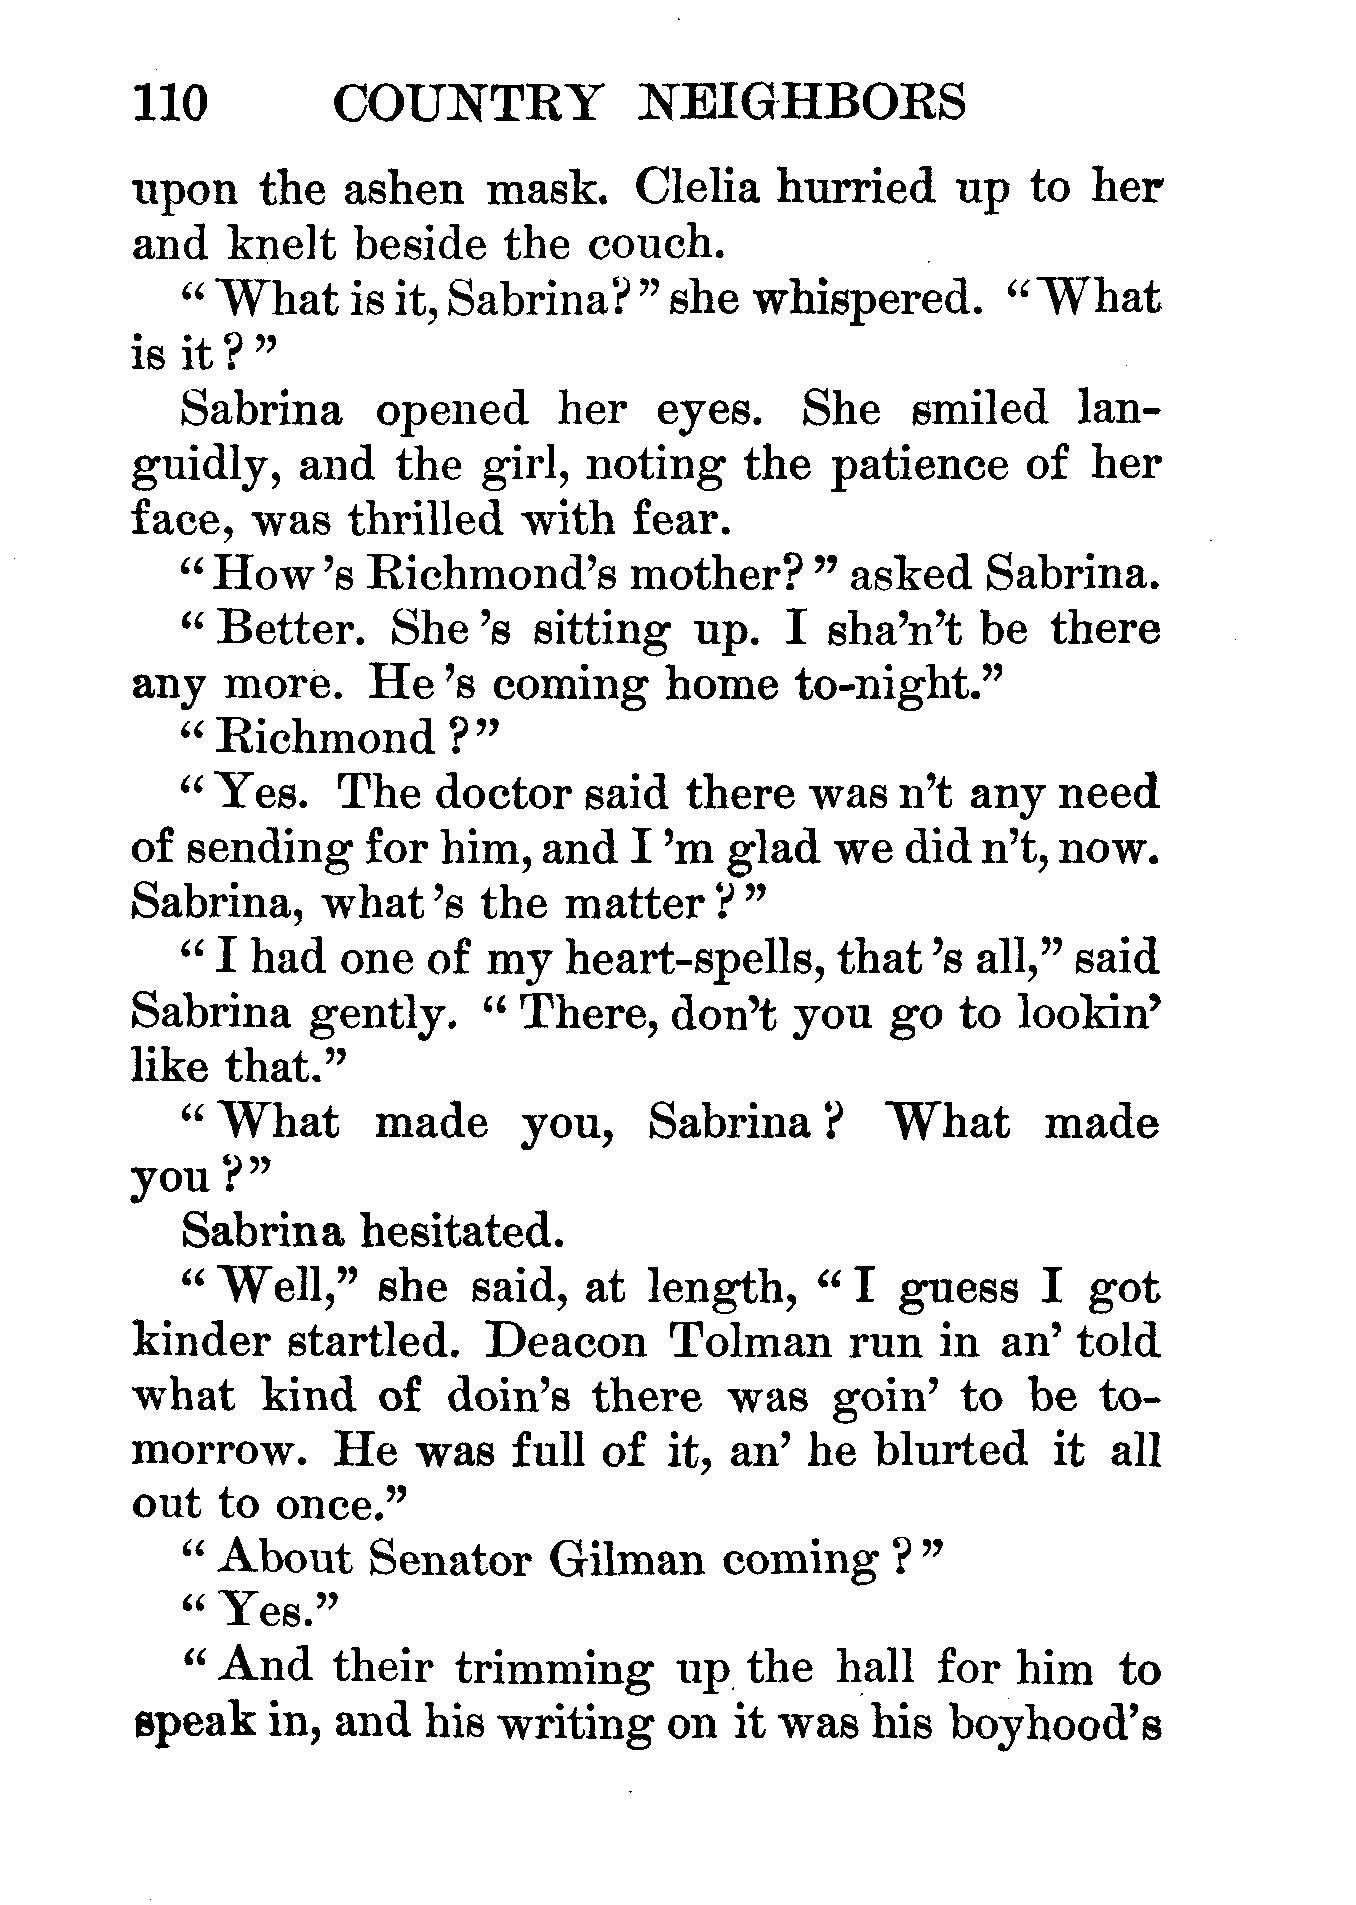 110 COUNTRY NEIGHBORS
upon the ashen mask. Clelia hurried up to her
and knelt beside the couch.
“What is it, Sabrina?” she whispered. “What
is it?”
Sabrina opened her eyes. She smiled lan-
guidly, and the girl, noting the patience of her
face, was thrilled with fear.
“How 's Richmond's mother?” asked Sabrina.
“Better. She 's sitting up. I sha'n't be there
any more. He 's coming home to-night.”
“Richmond?”
“Yes. The doctor said there was n't any need
of sending for him, and I 'm glad we did n't, now.
Sabrina, what 's the matter?”
“I had one of my heart-spells, that 's all,” said
Sabrina gently. “There, don't you go to lookin'
like that.”
“What made you, Sabrina? What made
you?”
Sabrina hesitated.
“Well,” she said, at length, “I guess I got
kinder startled. Deacon Tolman run in an' told
what kind of doin's there was goin' to be to-
morrow. He was full of it, an' he blurted it all
out to once.”
“About Senator Gilman coming?”
“Yes.”
“And their trimming up the hall for him to
speak in, and his writing on it was his boyhood's